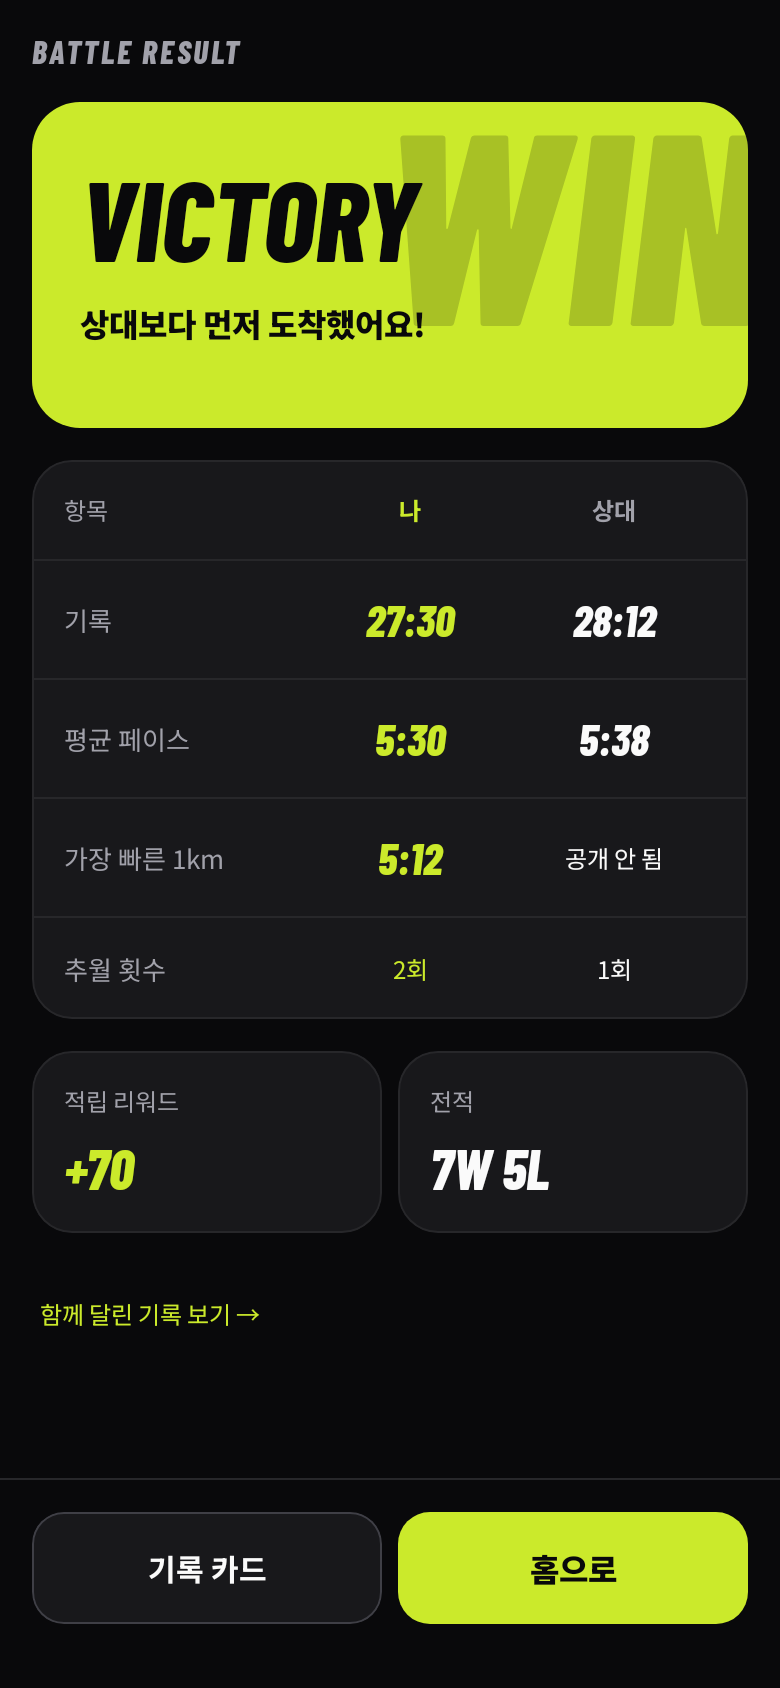 BATTLE RESULT
WIN
VICTORY
상대보다 먼저 도착했어요!
항목 나 상대
기록 27:30 28:12
평균 페이스 5:30 5:38
가장 빠른 1km 5:12 공개 안 됨
추월 횟수 2회 1회
적립 리워드 전적
+70 7W 5L
함께 달린 기록 보기 →
기록 카드 홈으로